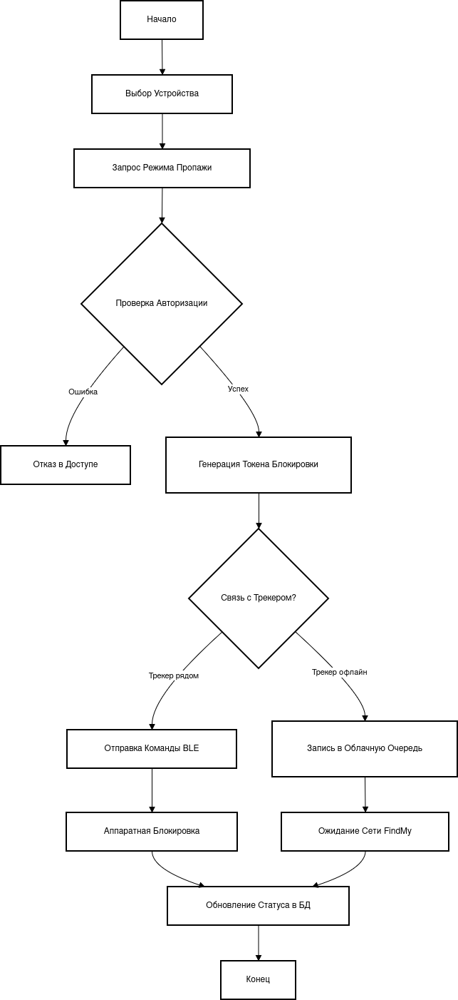 Начало
Выбор Устройства
Запрос Режима Пропажи
Проверка Авторизации
Ошибка
Успех
Отказ в Доступе
Генерация Токена Блокировки
Связь с Трекером?
Трекер рядом
Трекер офлайн
Отправка Команды BLE
Запись в Облачную Очередь
Аппаратная Блокировка
Ожидание Сети FindMy
Обновление Статуса в БД
Конец